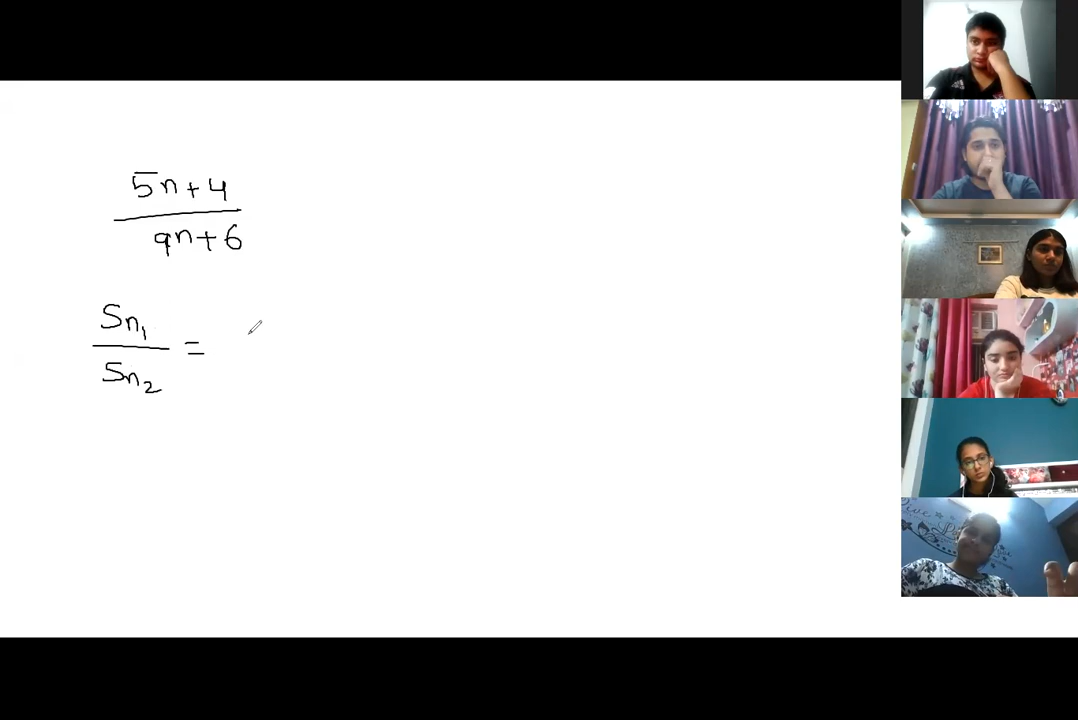 5n+4
9n+6
Sn₁
Sn₂ =